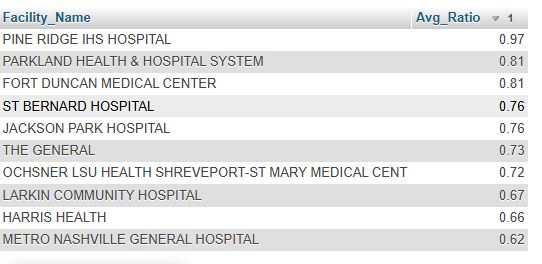 Facility_Name Avg_Ratio 1
PINE RIDGE IHS HOSPITAL 0.97
PARKLAND HEALTH & HOSPITAL SYSTEM 0.81
FORT DUNCAN MEDICAL CENTER 0.81
ST BERNARD HOSPITAL 0.76
JACKSON PARK HOSPITAL 0.76
THE GENERAL 0.73
OCHSNER LSU HEALTH SHREVEPORT-ST MARY MEDICAL CENT 0.72
LARKIN COMMUNITY HOSPITAL 0.67
HARRIS HEALTH 0.66
METRO NASHVILLE GENERAL HOSPITAL 0.62